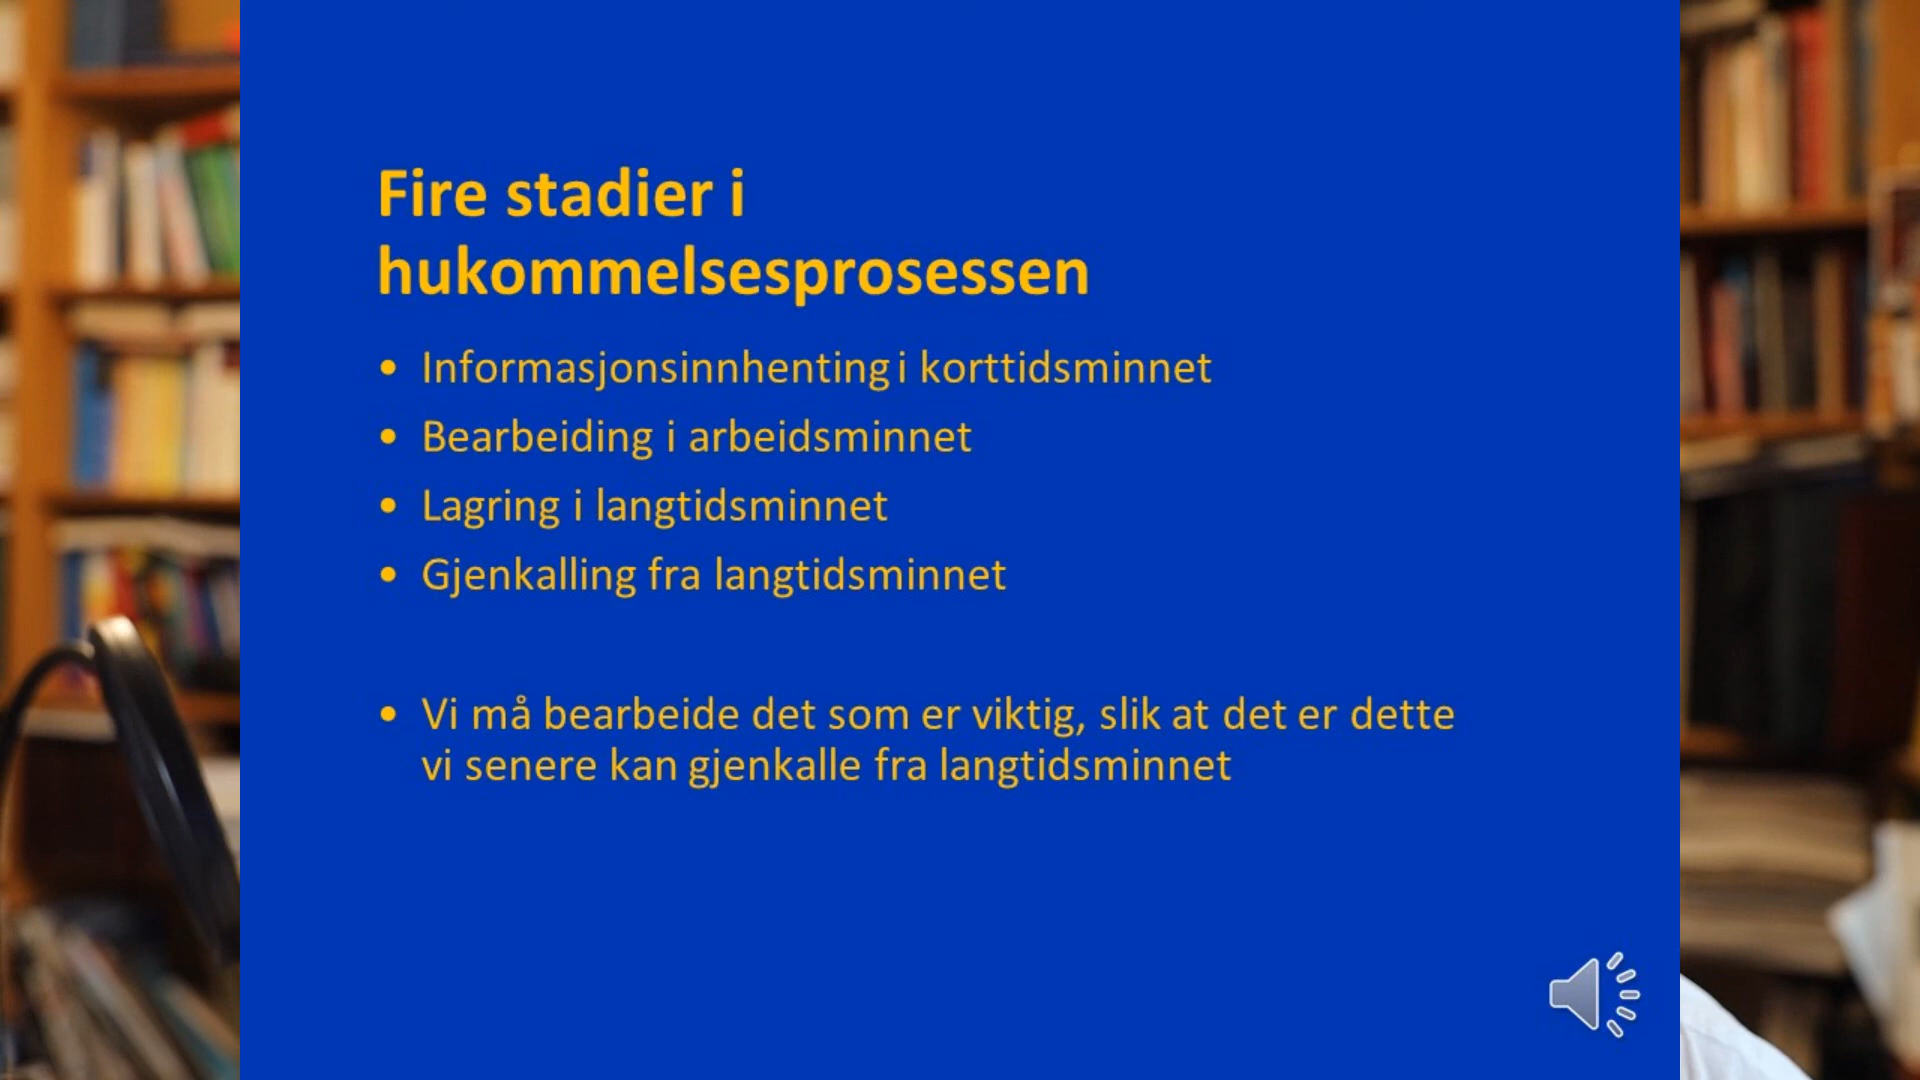 Fire stadier i
hukommelsesprosessen
• Informasjonsinnhenting i korttidsminnet
• Bearbeiding i arbeidsminnet
• Lagring i langtidsminnet
• Gjenkalling fra langtidsminnet
• Vi må bearbeide det som er viktig, slik at det er dette
vi senere kan gjenkalle fra langtidsminnet